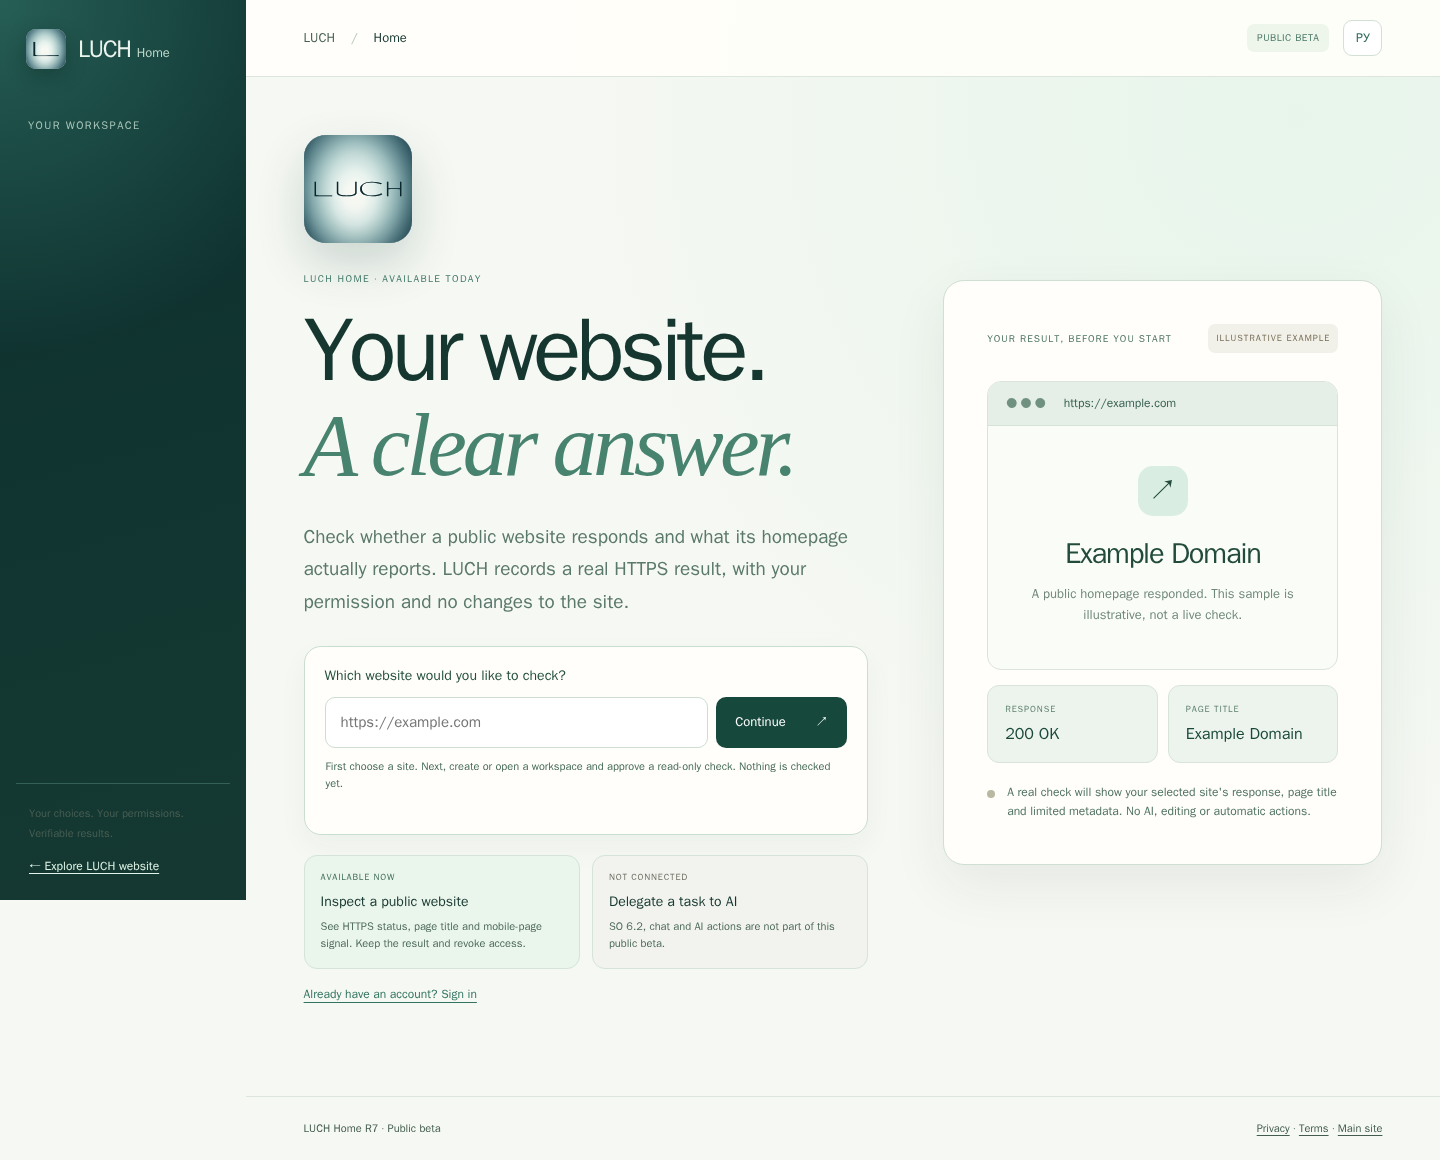 L
LUCH Home
YOUR WORKSPACE
Your choices. Your permissions.
Verifiable results.
← Explore LUCH website
LUCH / Home
PUBLIC BETA
РУ
LUCH
LUCH HOME · AVAILABLE TODAY
Your website.
A clear answer.
Check whether a public website responds and what its homepage
actually reports. LUCH records a real HTTPS result, with your
permission and no changes to the site.
Which website would you like to check?
https://example.com
Continue ↗
First choose a site. Next, create or open a workspace and approve a read-only check. Nothing is checked
yet.
AVAILABLE NOW
Inspect a public website
See HTTPS status, page title and mobile-page
signal. Keep the result and revoke access.
NOT CONNECTED
Delegate a task to AI
SO 6.2, chat and AI actions are not part of this
public beta.
Already have an account? Sign in
YOUR RESULT, BEFORE YOU START
ILLUSTRATIVE EXAMPLE
https://example.com
↗
Example Domain
A public homepage responded. This sample is
illustrative, not a live check.
RESPONSE
200 OK
PAGE TITLE
Example Domain
A real check will show your selected site's response, page title
and limited metadata. No AI, editing or automatic actions.
LUCH Home R7 · Public beta
Privacy · Terms · Main site